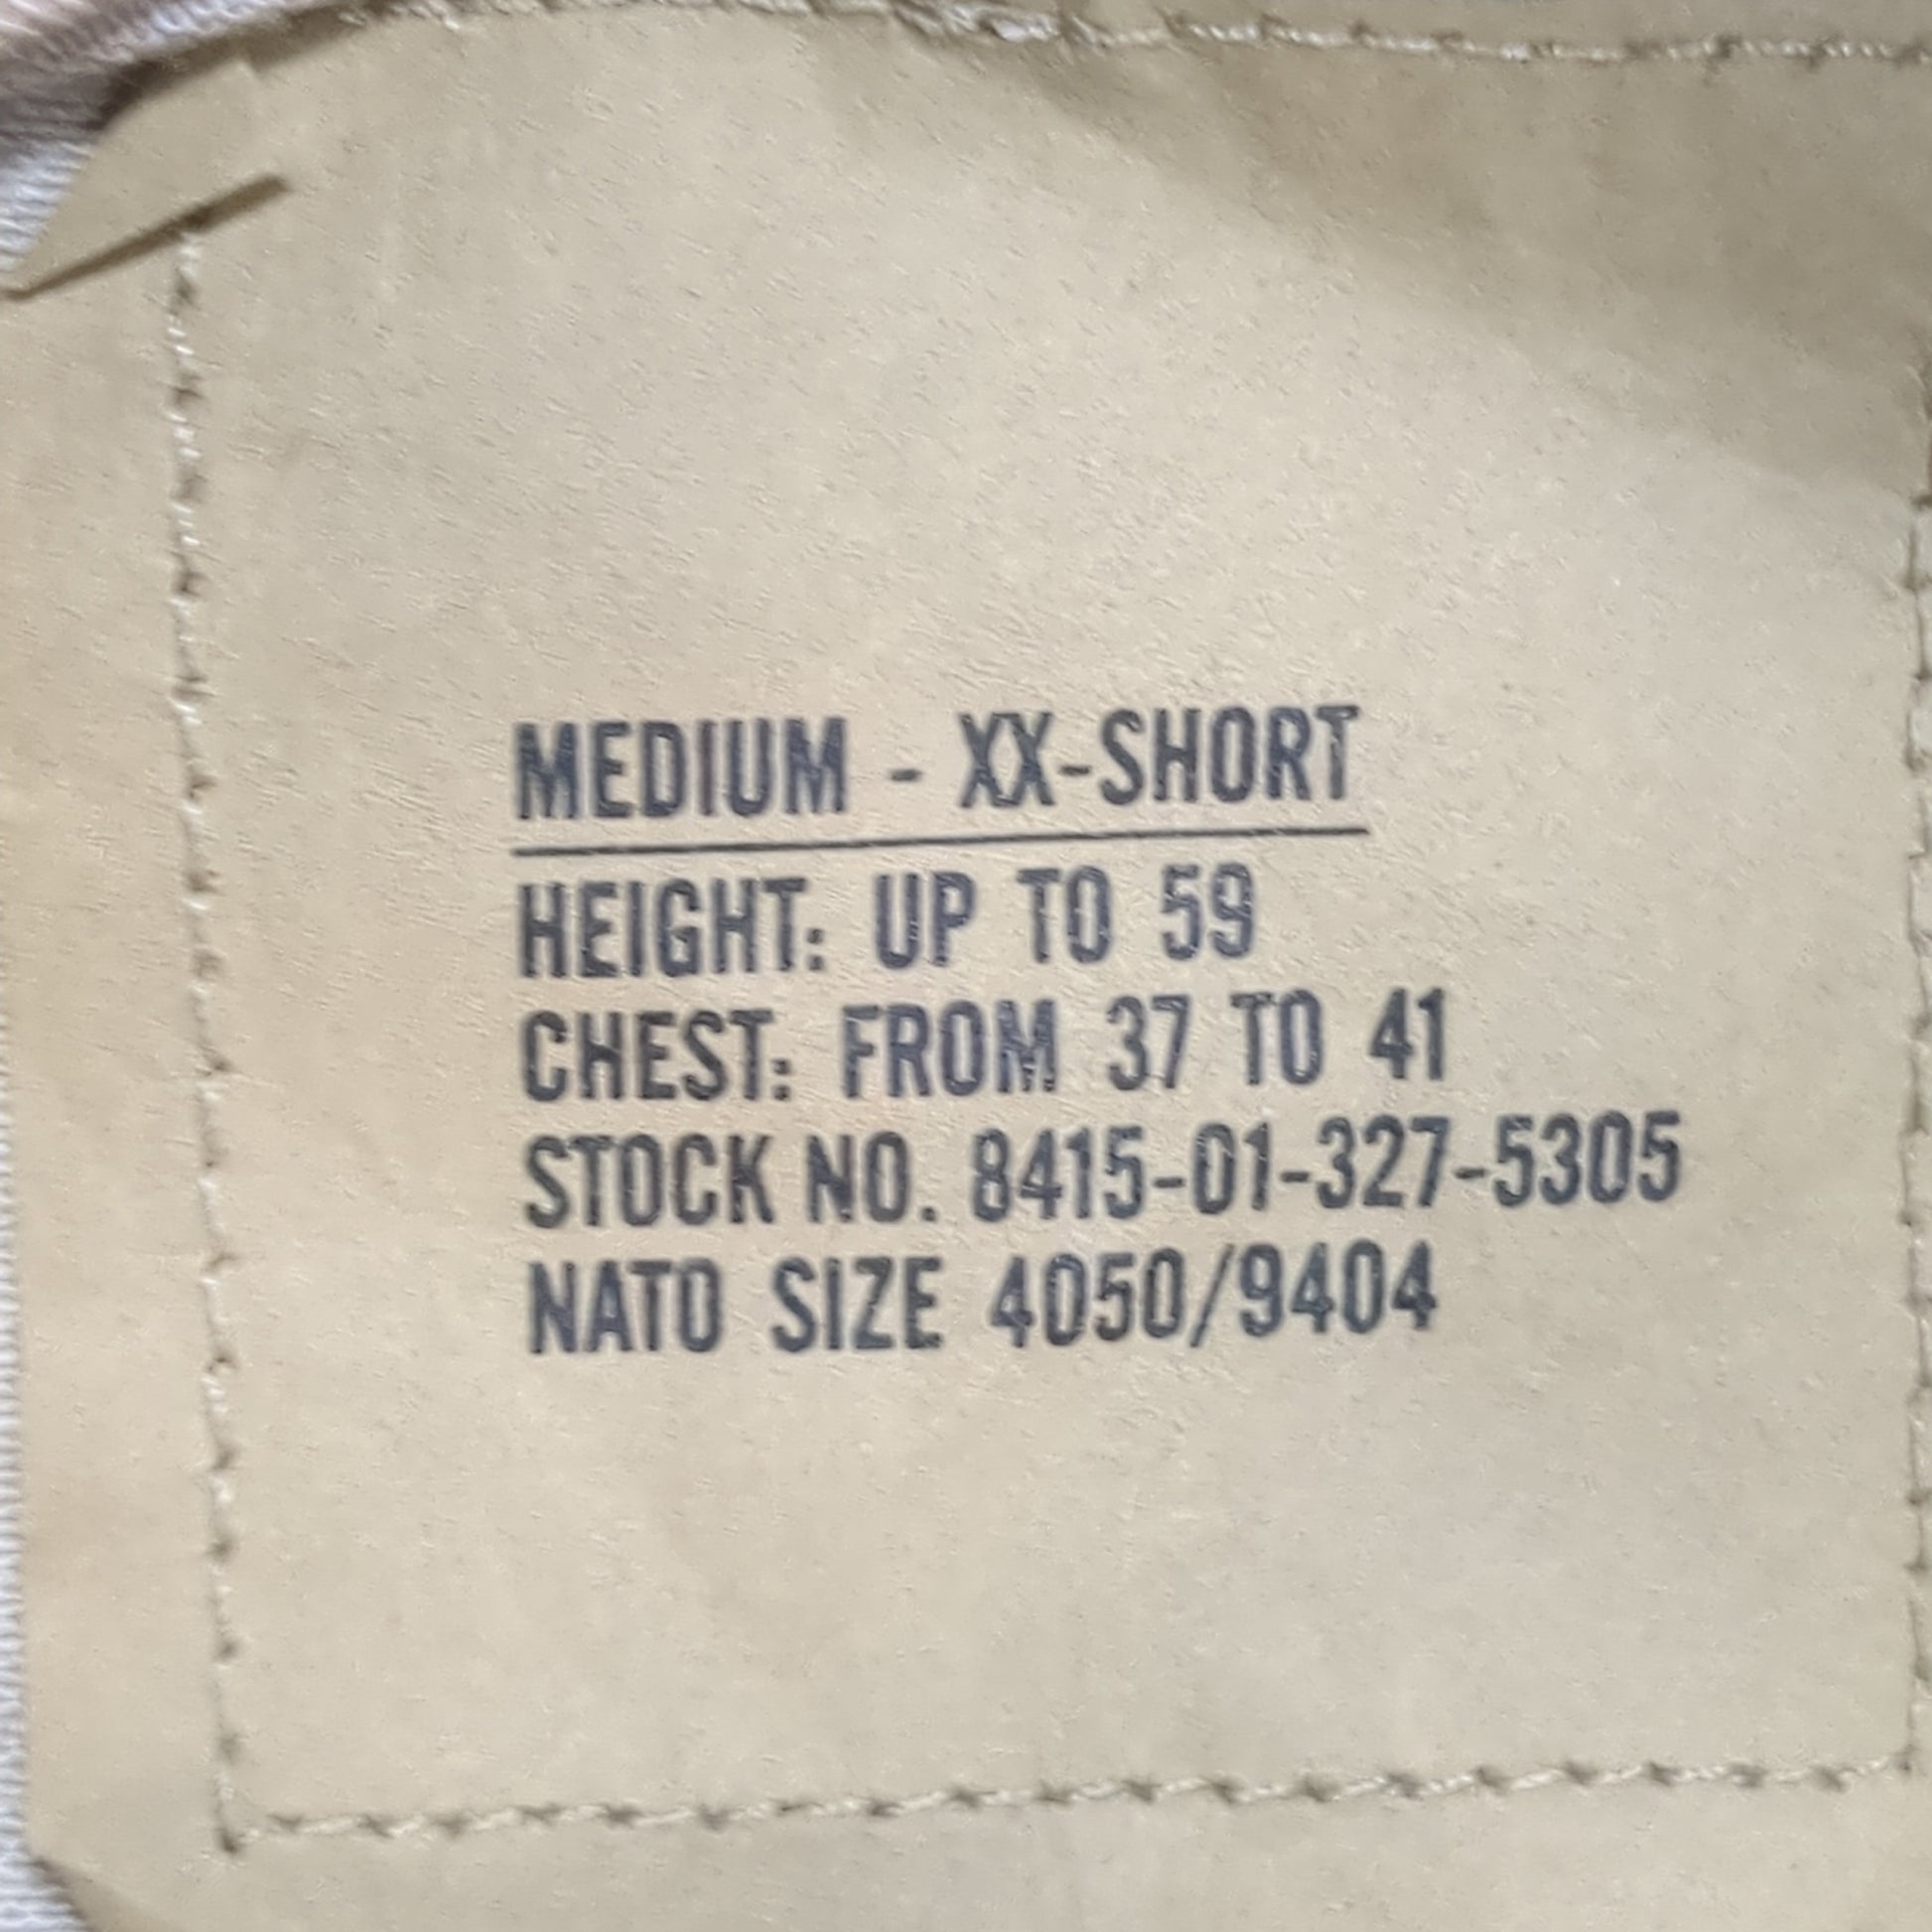 MEDIUM - XX-SHORT
HEIGHT: UP TO 59
CHEST: FROM 37 TO 41
STOCK NO. 8415-01-327-5305
NATO SIZE 4050/9404